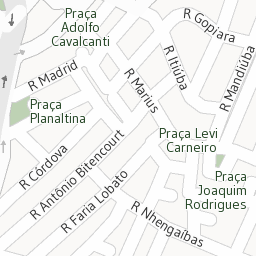 Praça
Adolfo
Cavalcanti
R Gopiara
R Itiúba
R Madrid
R Marius
R Mandiúba
Praça
Planaltina
Praça Levi
Carneiro
R Córdova
R Antônio Bitencourt
R Faria Lobato
Praça
Joaquim
Rodrigues
R Nhengaíbas